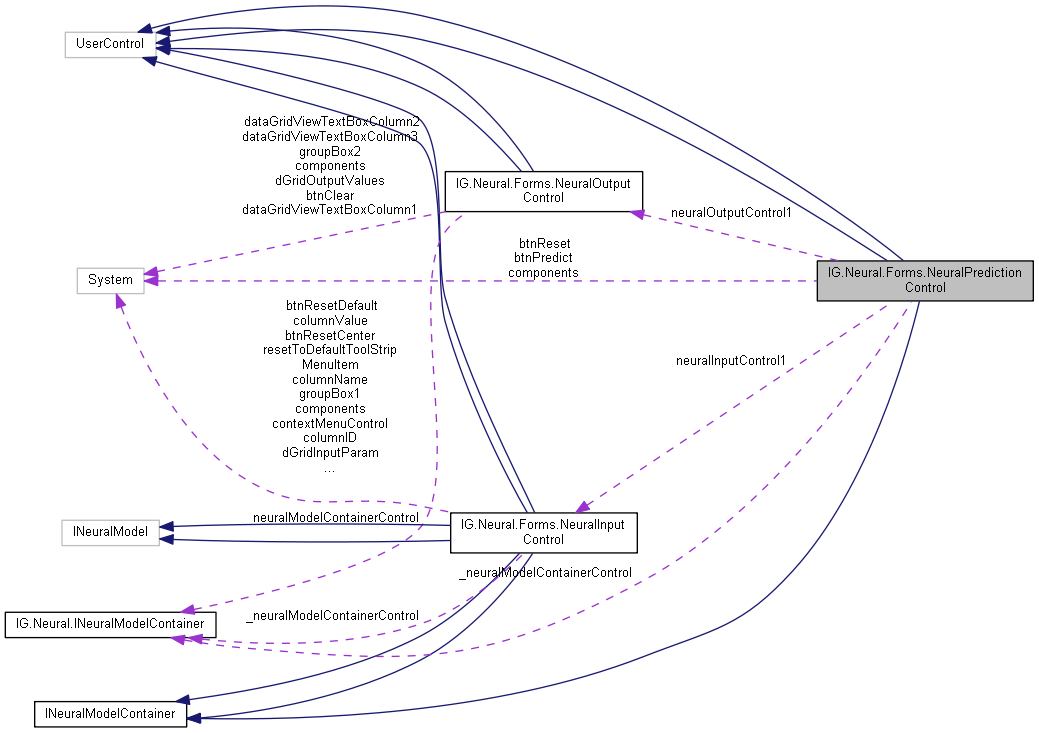 UserControl
dataGridViewTextBoxColumn2
dataGridViewTextBoxColumn3
groupBox2
components
dGridOutputValues
btnClear
dataGridViewTextBoxColumn1
IG.Neural.Forms.NeuralOutput
Control
neuralOutputControl1
btnReset
btnPredict
components
IG.Neural.Forms.NeuralPrediction
Control
System
btnResetDefault
columnValue
btnResetCenter
resetToDefaultToolStrip
MenuItem
columnName
groupBox1
components
contextMenuControl
columnID
dGridInputParam
...
neuralInputControl1
neuralModelContainerControl
INeuralModel
IG.Neural.Forms.NeuralInput
Control
_neuralModelContainerControl
_neuralModelContainerControl
IG.Neural.INeuralModelContainer
INeuralModelContainer